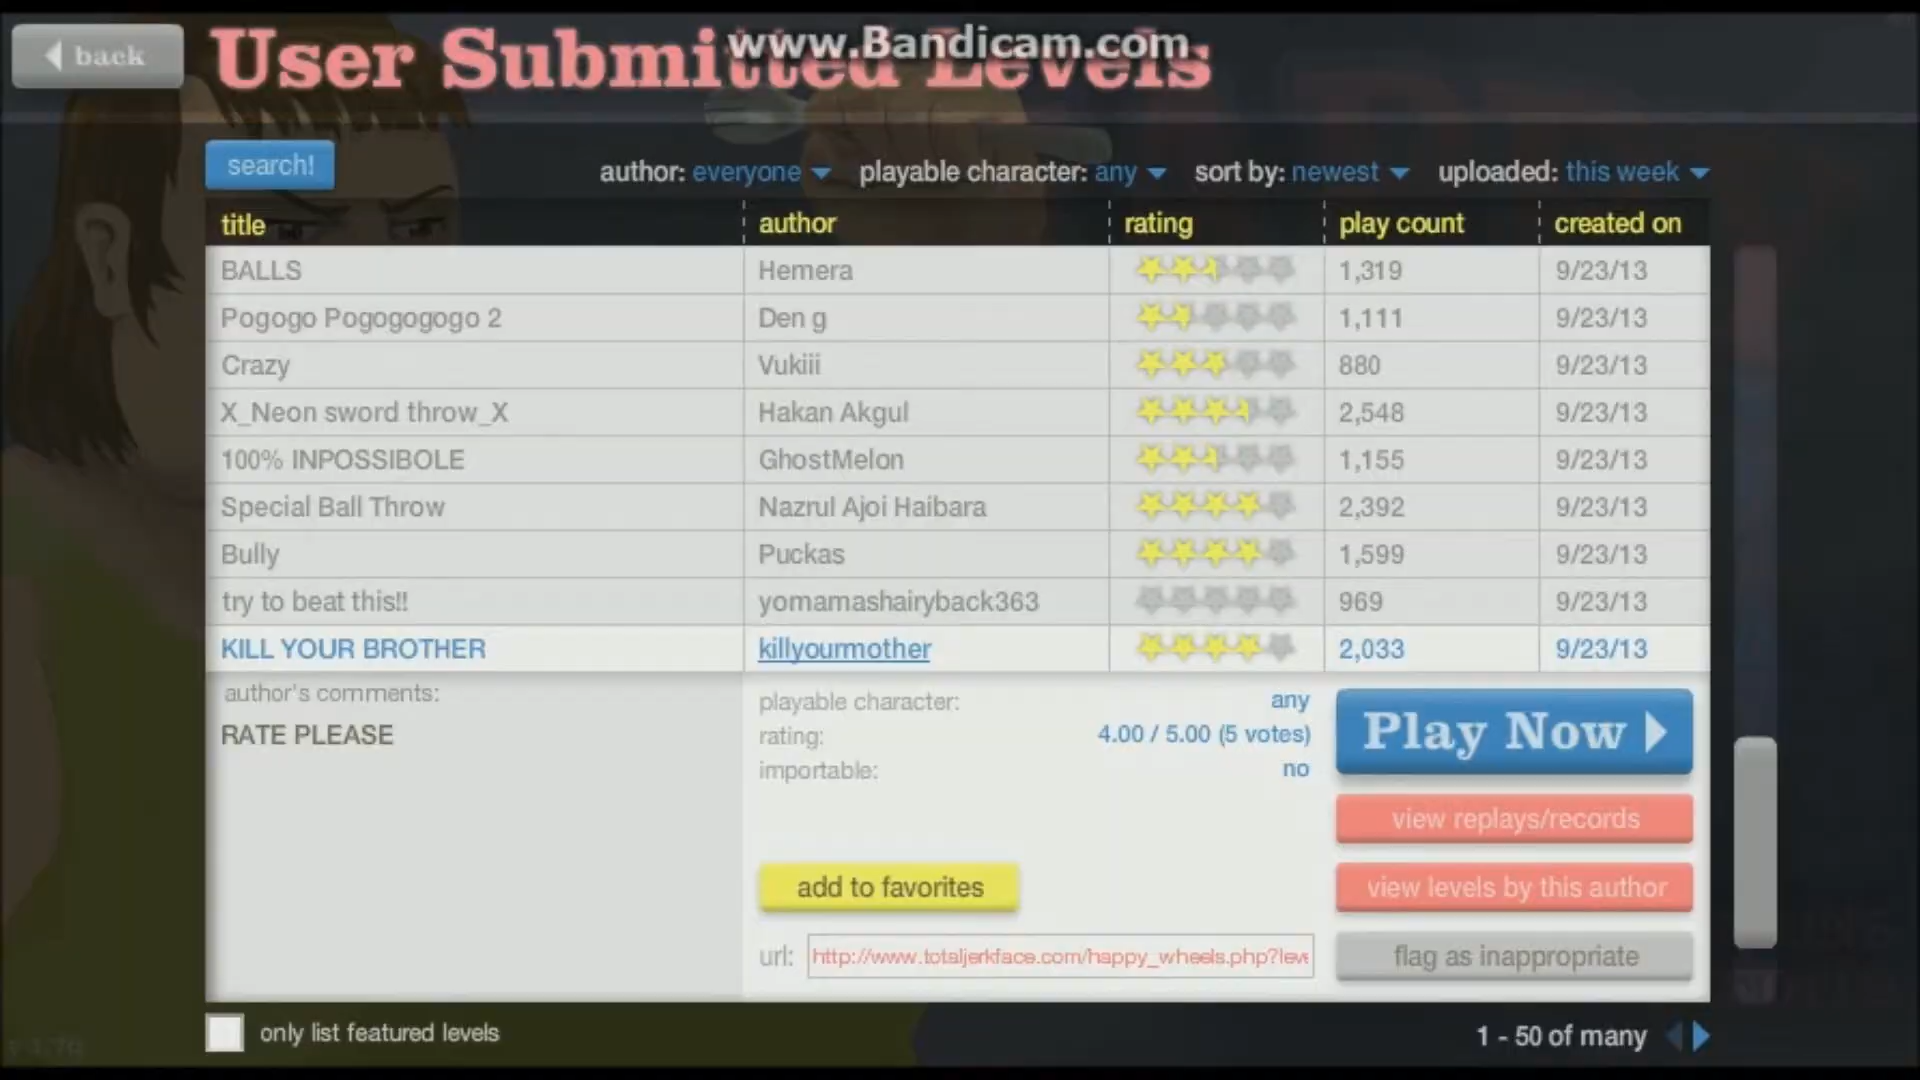 back
User Submitted Levels
www.Bandicam.com
search!
author: everyone playable character: any sort by: newest uploaded: this week
title author rating play count created on
BALLS Hemera 1,319 9/23/13
Pogogo Pogogogogo 2 Den g 1,111 9/23/13
Crazy Vukiii 880 9/23/13
X_Neon sword throw_X Hakan Akgul 2,548 9/23/13
100% INPOSSIBOLE GhostMelon 1,155 9/23/13
Special Ball Throw Nazrul Ajoi Haibara 2,392 9/23/13
Bully Puckas 1,599 9/23/13
try to beat this!! yomamashairyback363 969 9/23/13
KILL YOUR BROTHER killyourmother 2,033 9/23/13
author's comments:
RATE PLEASE
playable character: any
rating: 4.00 / 5.00 (5 votes)
importable: no
Play Now
view replays/records
add to favorites
view levels by this author
url: http://www.totaljerkface.com/happy_wheels.php?leve
flag as inappropriate
only list featured levels
1 - 50 of many